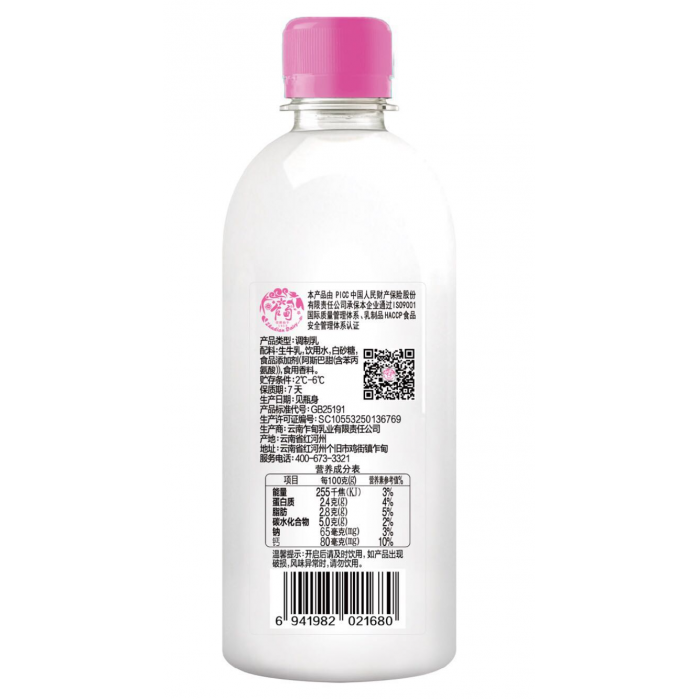 乍甸
本产品由 PICC 中国人民财产保险股份
有限责任公司承保本企业通过ISO9001
国际质量管理体系，乳制品HACCP食品
安全管理体系认证
产品类型：调制乳
配料：生牛乳，饮用水，白砂糖，
食品添加剂(阿斯巴甜(含苯丙
氨酸))，食用香料。
贮存条件：2℃-6℃
保质期：7 天
生产日期：见瓶身
产品标准代号：GB25191
生产许可证编号：SC10553250136769
生产商：云南乍甸乳业有限责任公司
产地：云南省红河州
地址：云南省红河州个旧市鸡街镇乍甸
服务电话：400-673-3321
营养成分表
项目 每100克(g) 营养素参考值%
能量 255千焦(KJ) 3%
蛋白质 2.4克(g) 4%
脂肪 2.8克(g) 5%
碳水化合物 5.0克(g) 2%
钠 65毫克(mg) 3%
钙 80毫克(mg) 10%
温馨提示：开启后请及时饮用，如产品出现
破损，风味异常时，请勿饮用。
6 941982 021680